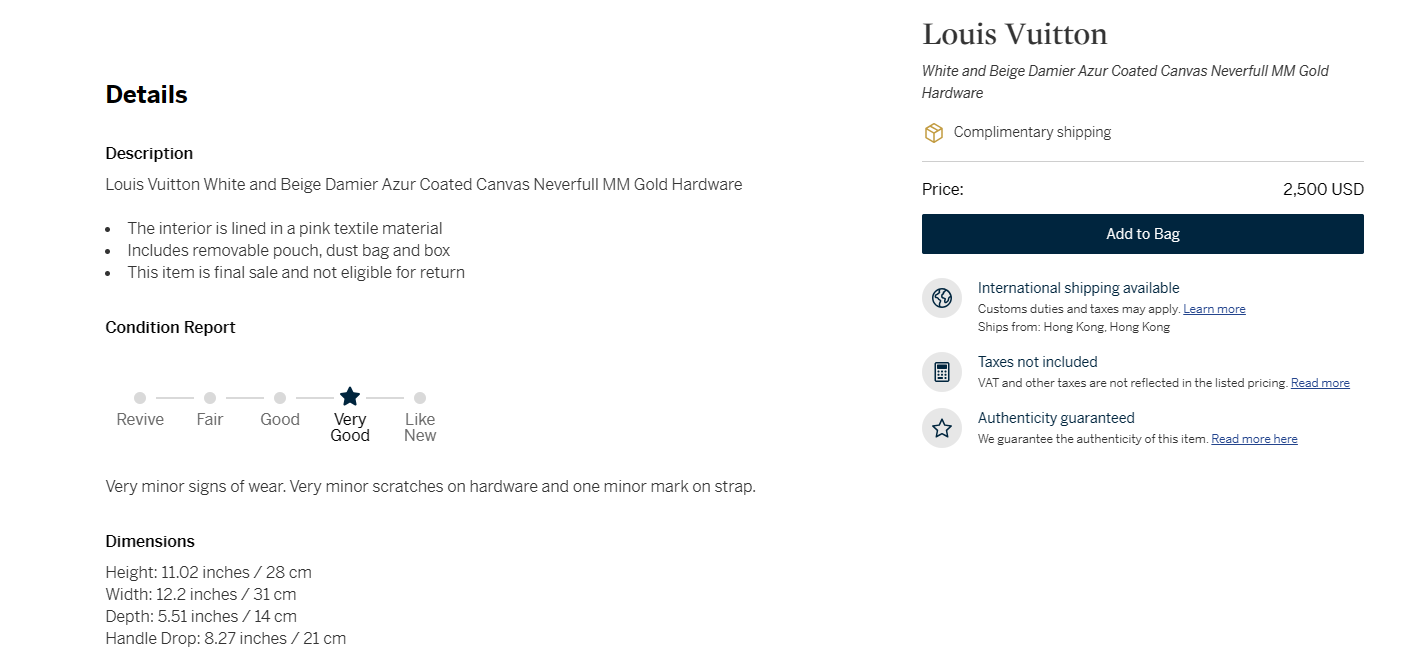 Details
Description
Louis Vuitton White and Beige Damier Azur Coated Canvas Neverfull MM Gold Hardware
• The interior is lined in a pink textile material
• Includes removable pouch, dust bag and box
• This item is final sale and not eligible for return
Condition Report
Revive Fair Good Very Good Like New
Very minor signs of wear. Very minor scratches on hardware and one minor mark on strap.
Dimensions
Height: 11.02 inches / 28 cm
Width: 12.2 inches / 31 cm
Depth: 5.51 inches / 14 cm
Handle Drop: 8.27 inches / 21 cm
Louis Vuitton
White and Beige Damier Azur Coated Canvas Neverfull MM Gold
Hardware
Complimentary shipping
Price: 2,500 USD
Add to Bag
International shipping available
Customs duties and taxes may apply. Learn more
Ships from: Hong Kong, Hong Kong
Taxes not included
VAT and other taxes are not reflected in the listed pricing. Read more
Authenticity guaranteed
We guarantee the authenticity of this item. Read more here